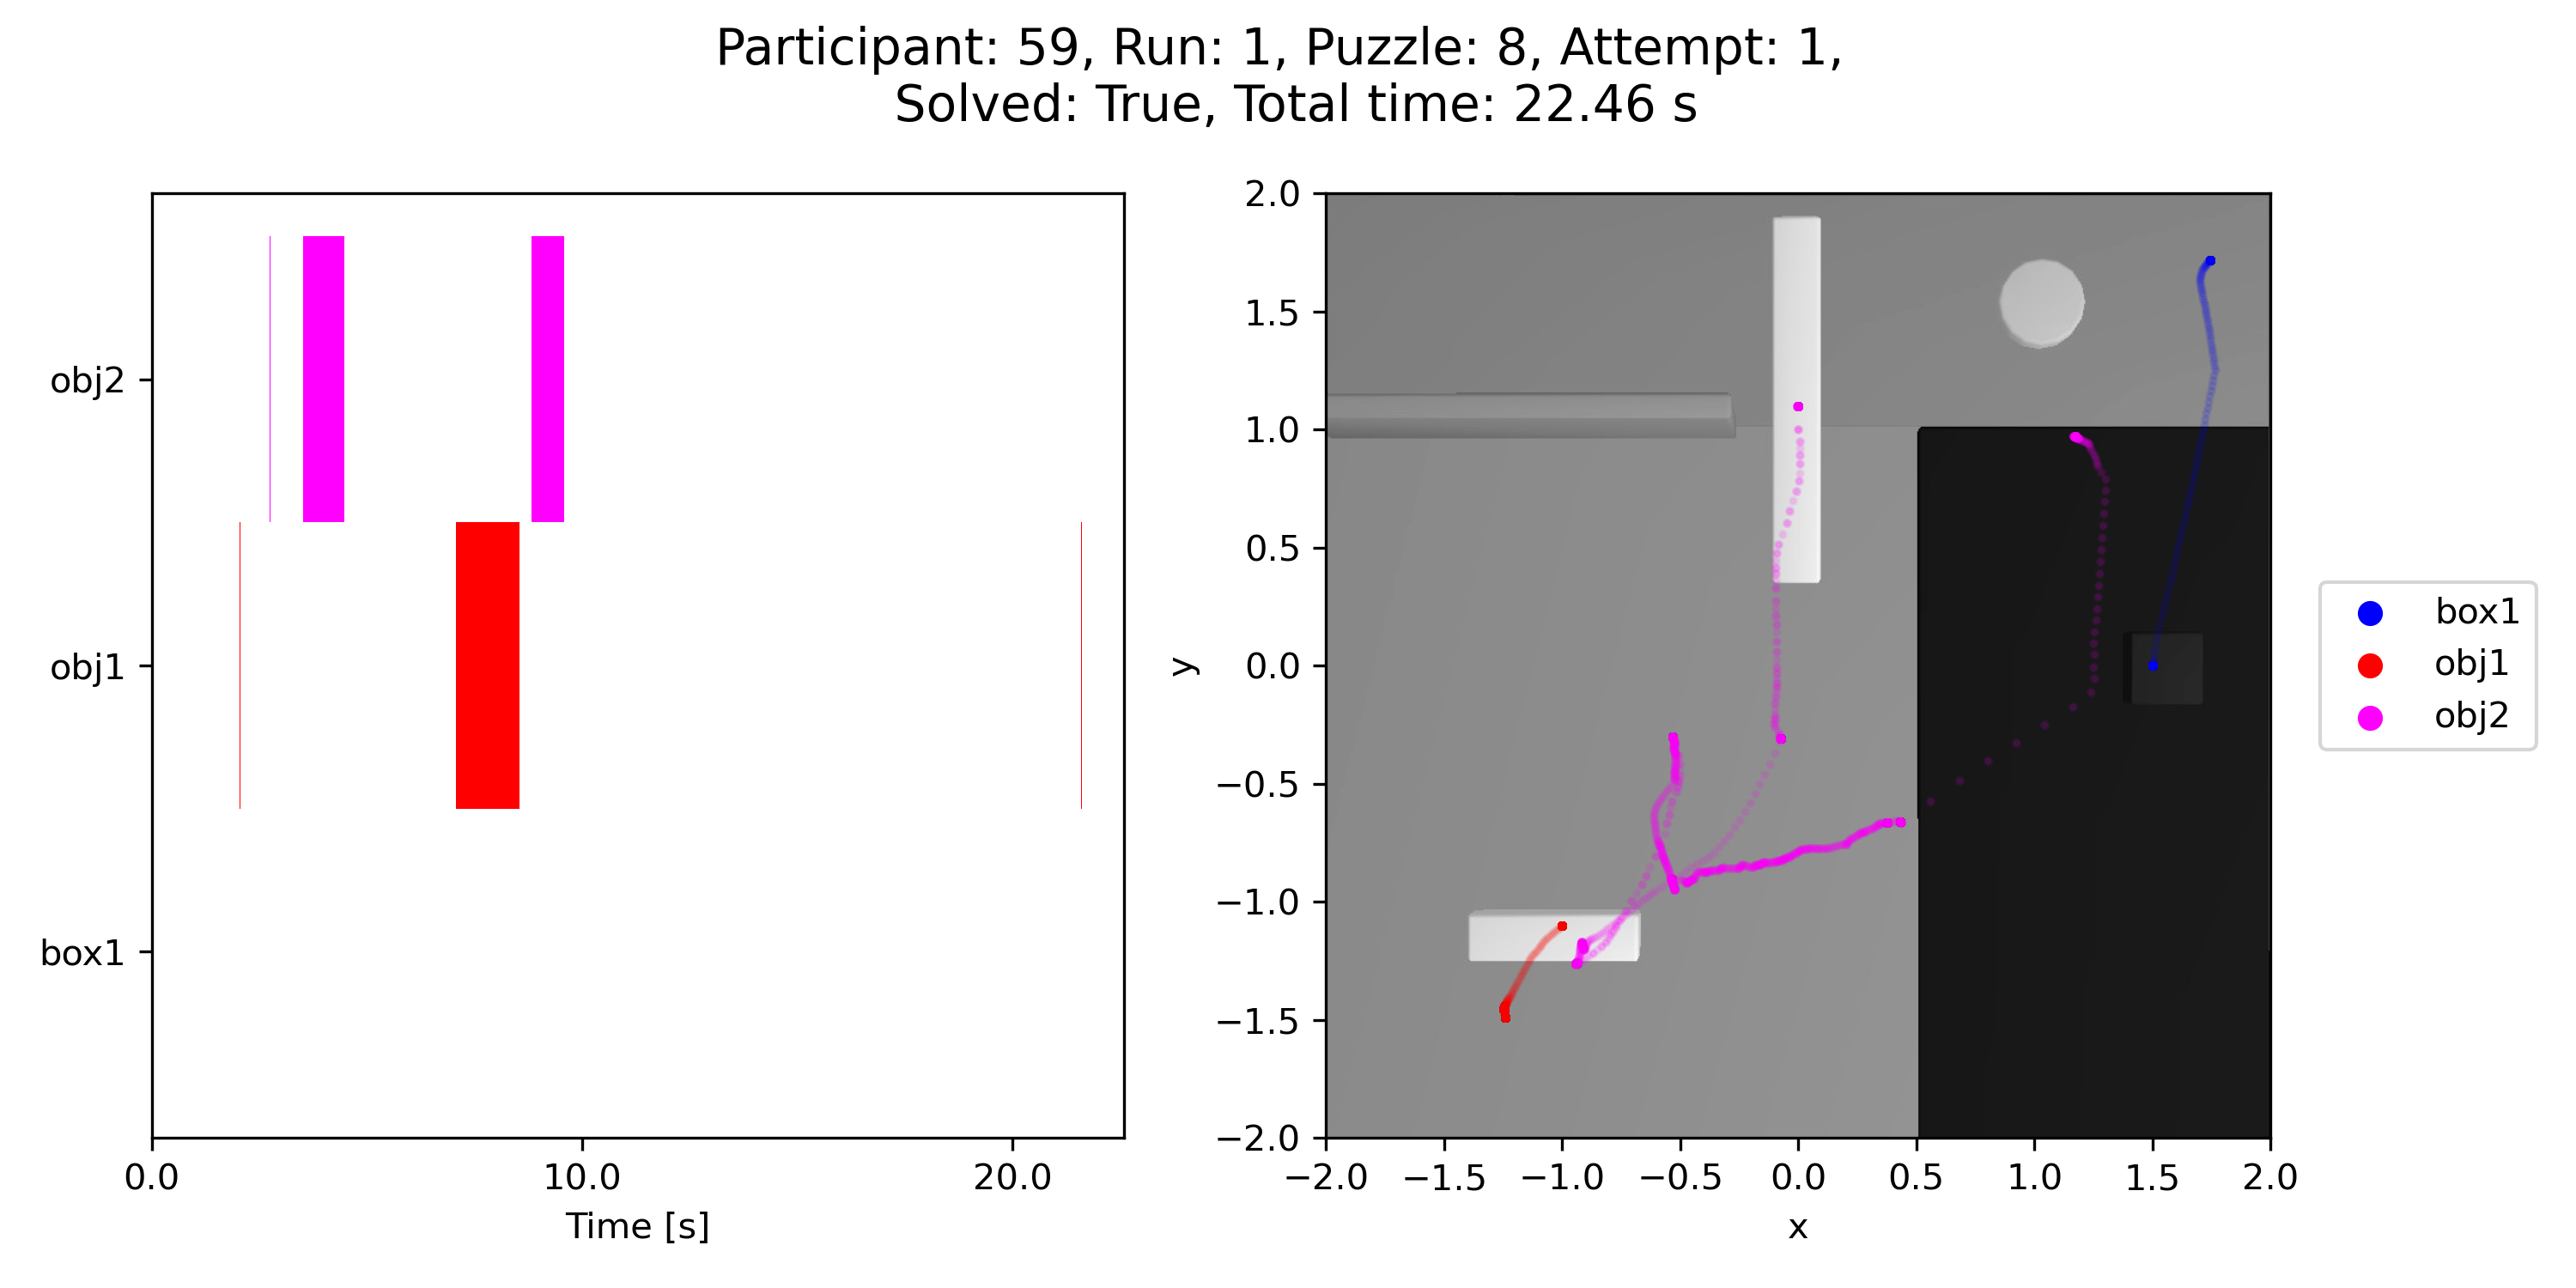 Participant: 59, Run: 1, Puzzle: 8, Attempt: 1,
Solved: True, Total time: 22.46 s
obj2
obj1
box1
0.0
10.0
20.0
Time [s]
2.0
1.5
1.0
0.5
0.0
−0.5
−1.0
−1.5
−2.0
y
−2.0
−1.5
−1.0
−0.5
0.0
0.5
1.0
1.5
2.0
x
box1
obj1
obj2